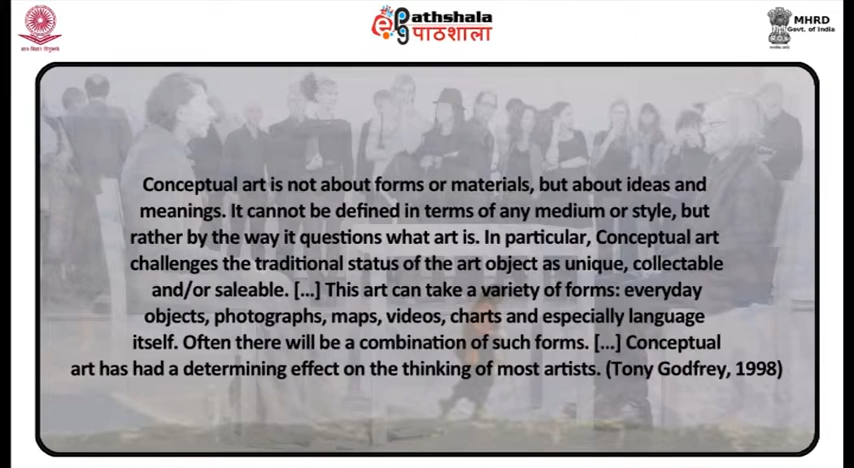 ePathshala
पाठशाला
MHRD
Govt. of India
Conceptual art is not about forms or materials, but about ideas and
meanings. It cannot be defined in terms of any medium or style, but
rather by the way it questions what art is. In particular, Conceptual art
challenges the traditional status of the art object as unique, collectable
and/or saleable. [...] This art can take a variety of forms: everyday
objects, photographs, maps, videos, charts and especially language
itself. Often there will be a combination of such forms. [...] Conceptual
art has had a determining effect on the thinking of most artists. (Tony Godfrey, 1998)